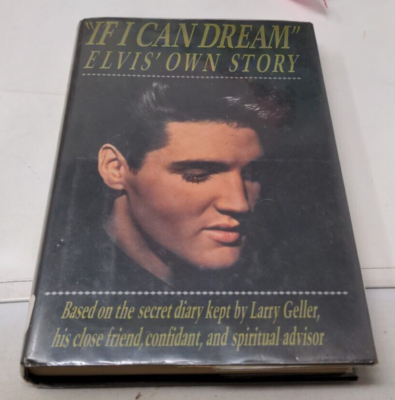 "IF I CAN DREAM"
ELVIS' OWN STORY
Based on the secret diary kept by Larry Geller,
his close friend, confidant, and spiritual advisor